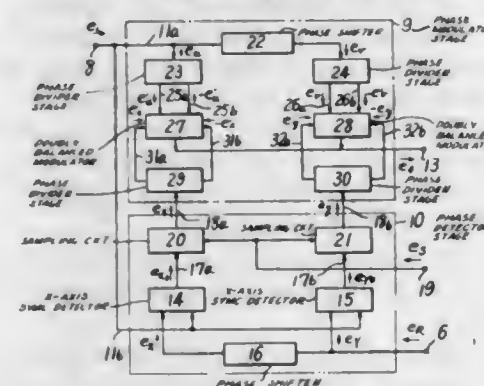 PHASE SHIFTER
9
PHASE
MODULATOR
STAGE
11a
8
22
PHASE
DIVIDER
STAGE
23
24
PHASE
DIVIDER
STAGE
25a
25b
26a
26b
27
28
DOUBLY
BALANCED
MODULATOR
DOUBLY
BALANCED
MODULATOR
31a
31b
32a
32b
13
PHASE
DIVIDER
STAGE
29
30
PHASE
DIVIDER
STAGE
18a
18b
10
PHASE
DETECTOR
STAGE
SAMPLING CKT
20
SAMPLING CKT
21
17a
17b
19
X-AXIS
SYNC DETECTOR
14
Y-AXIS
SYNC DETECTOR
15
11b
16
6
PHASE SHIFTER